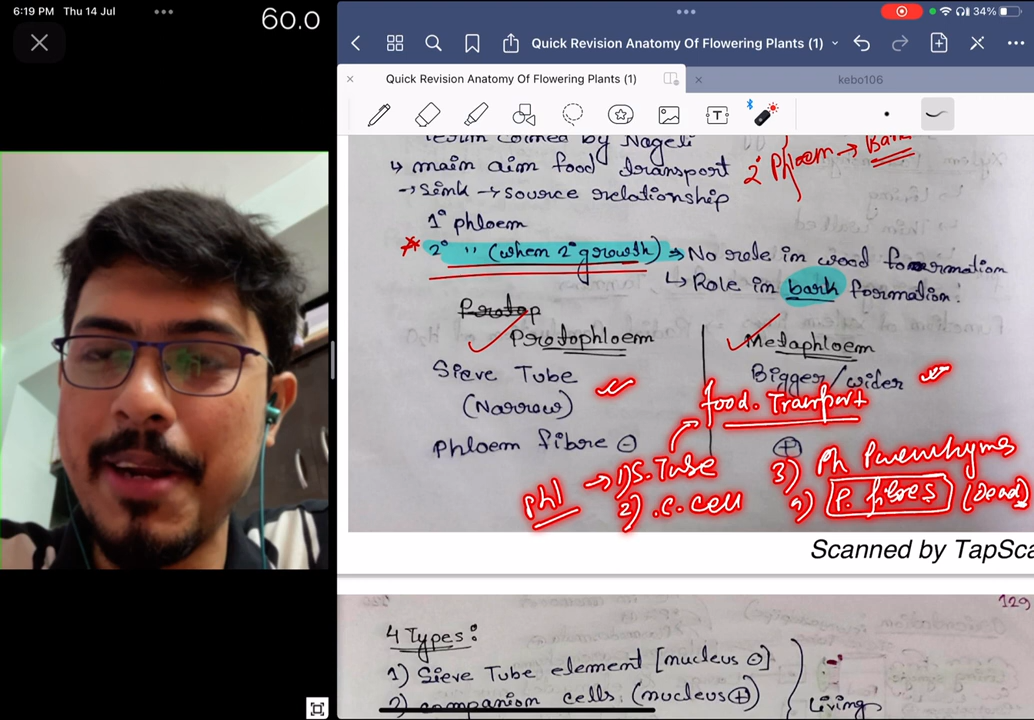 6:19 PM Thu 14 Jul
60.0
34%
Quick Revision Anatomy Of Flowering Plants (1)
Quick Revision Anatomy Of Flowering Plants (1)
kebo106
T
by Nageli
↳ main aim food transport
2° Phloem → Bark
→ Sink → source relationship
1° phloem
2° " (when 2° growth) → No role in wood formation
↳ Role in bark formation.
Protop
Protophloem
Metaphloem
Sieve Tube
Bigger/wider
(Narrow)
food. Transport
Phloem fibre ⊖
⊕
Phl → 1) S. Tube
3) Ph Parenchyma
2) .C. cell
4) P. fibres (Dead)
Scanned by TapSca
129
4 Types:
1) Sieve Tube element [nucleus ⊖]
2) companion cells. (nucleus ⊕)
Living